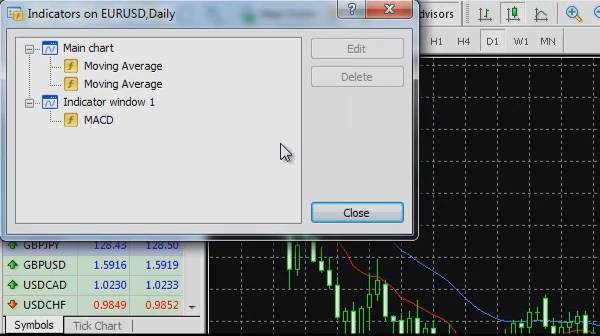 Indicators on EURUSD,Daily
dvisors
H1 H4 D1 W1 MN
Main chart
Moving Average
Moving Average
Indicator window 1
MACD
Edit
Delete
Close
GBPJPY 128.43 128.50
GBPUSD 1.5916 1.5919
USDCAD 1.0230 1.0233
USDCHF 0.9849 0.9852
Symbols Tick Chart